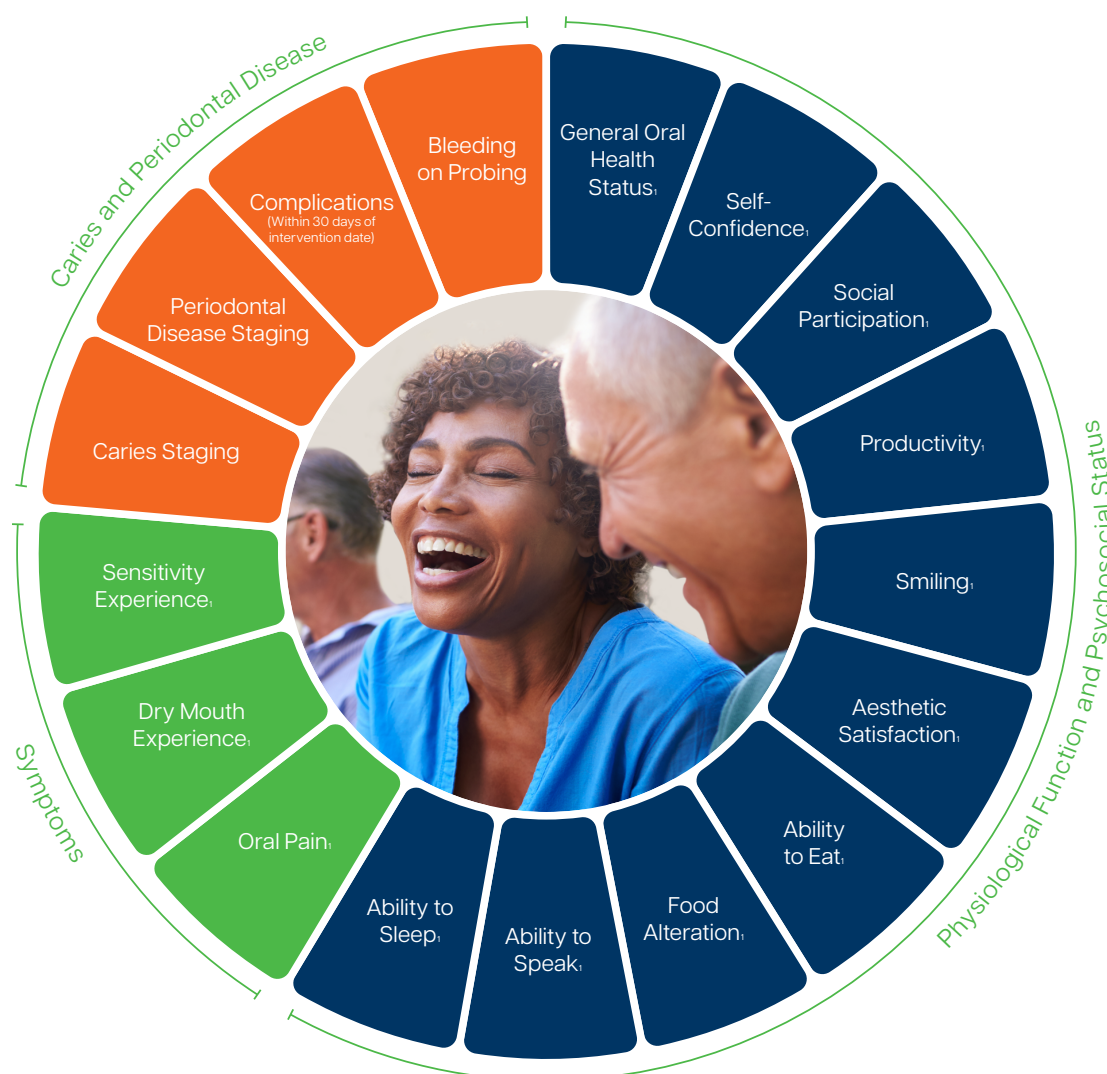 Caries and Periodontal Disease
Bleeding
on Probing
Complications
(Within 30 days of
intervention date)
Periodontal
Disease Staging
Caries Staging
General Oral
Health
Status₁
Self-
Confidence₁
Social
Participation₁
Productivity₁
Smiling₁
Aesthetic
Satisfaction₁
Ability
to Eat₁
Food
Alteration₁
Ability to
Speak₁
Ability to
Sleep₁
Physiological Function and Psychosocial Status
Oral Pain₁
Dry Mouth
Experience₁
Sensitivity
Experience₁
Symptoms